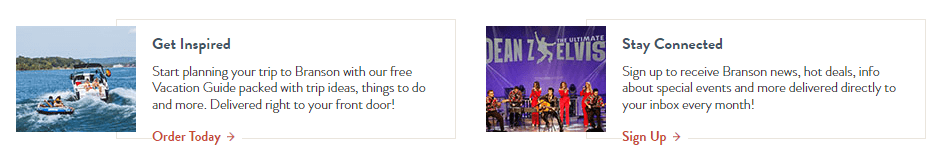 Get Inspired
Start planning your trip to Branson with our free
Vacation Guide packed with trip ideas, things to do
and more. Delivered right to your front door!
Order Today →
DEAN Z THE ULTIMATE
ELVIS
Stay Connected
Sign up to receive Branson news, hot deals, info
about special events and more delivered directly to
your inbox every month!
Sign Up →